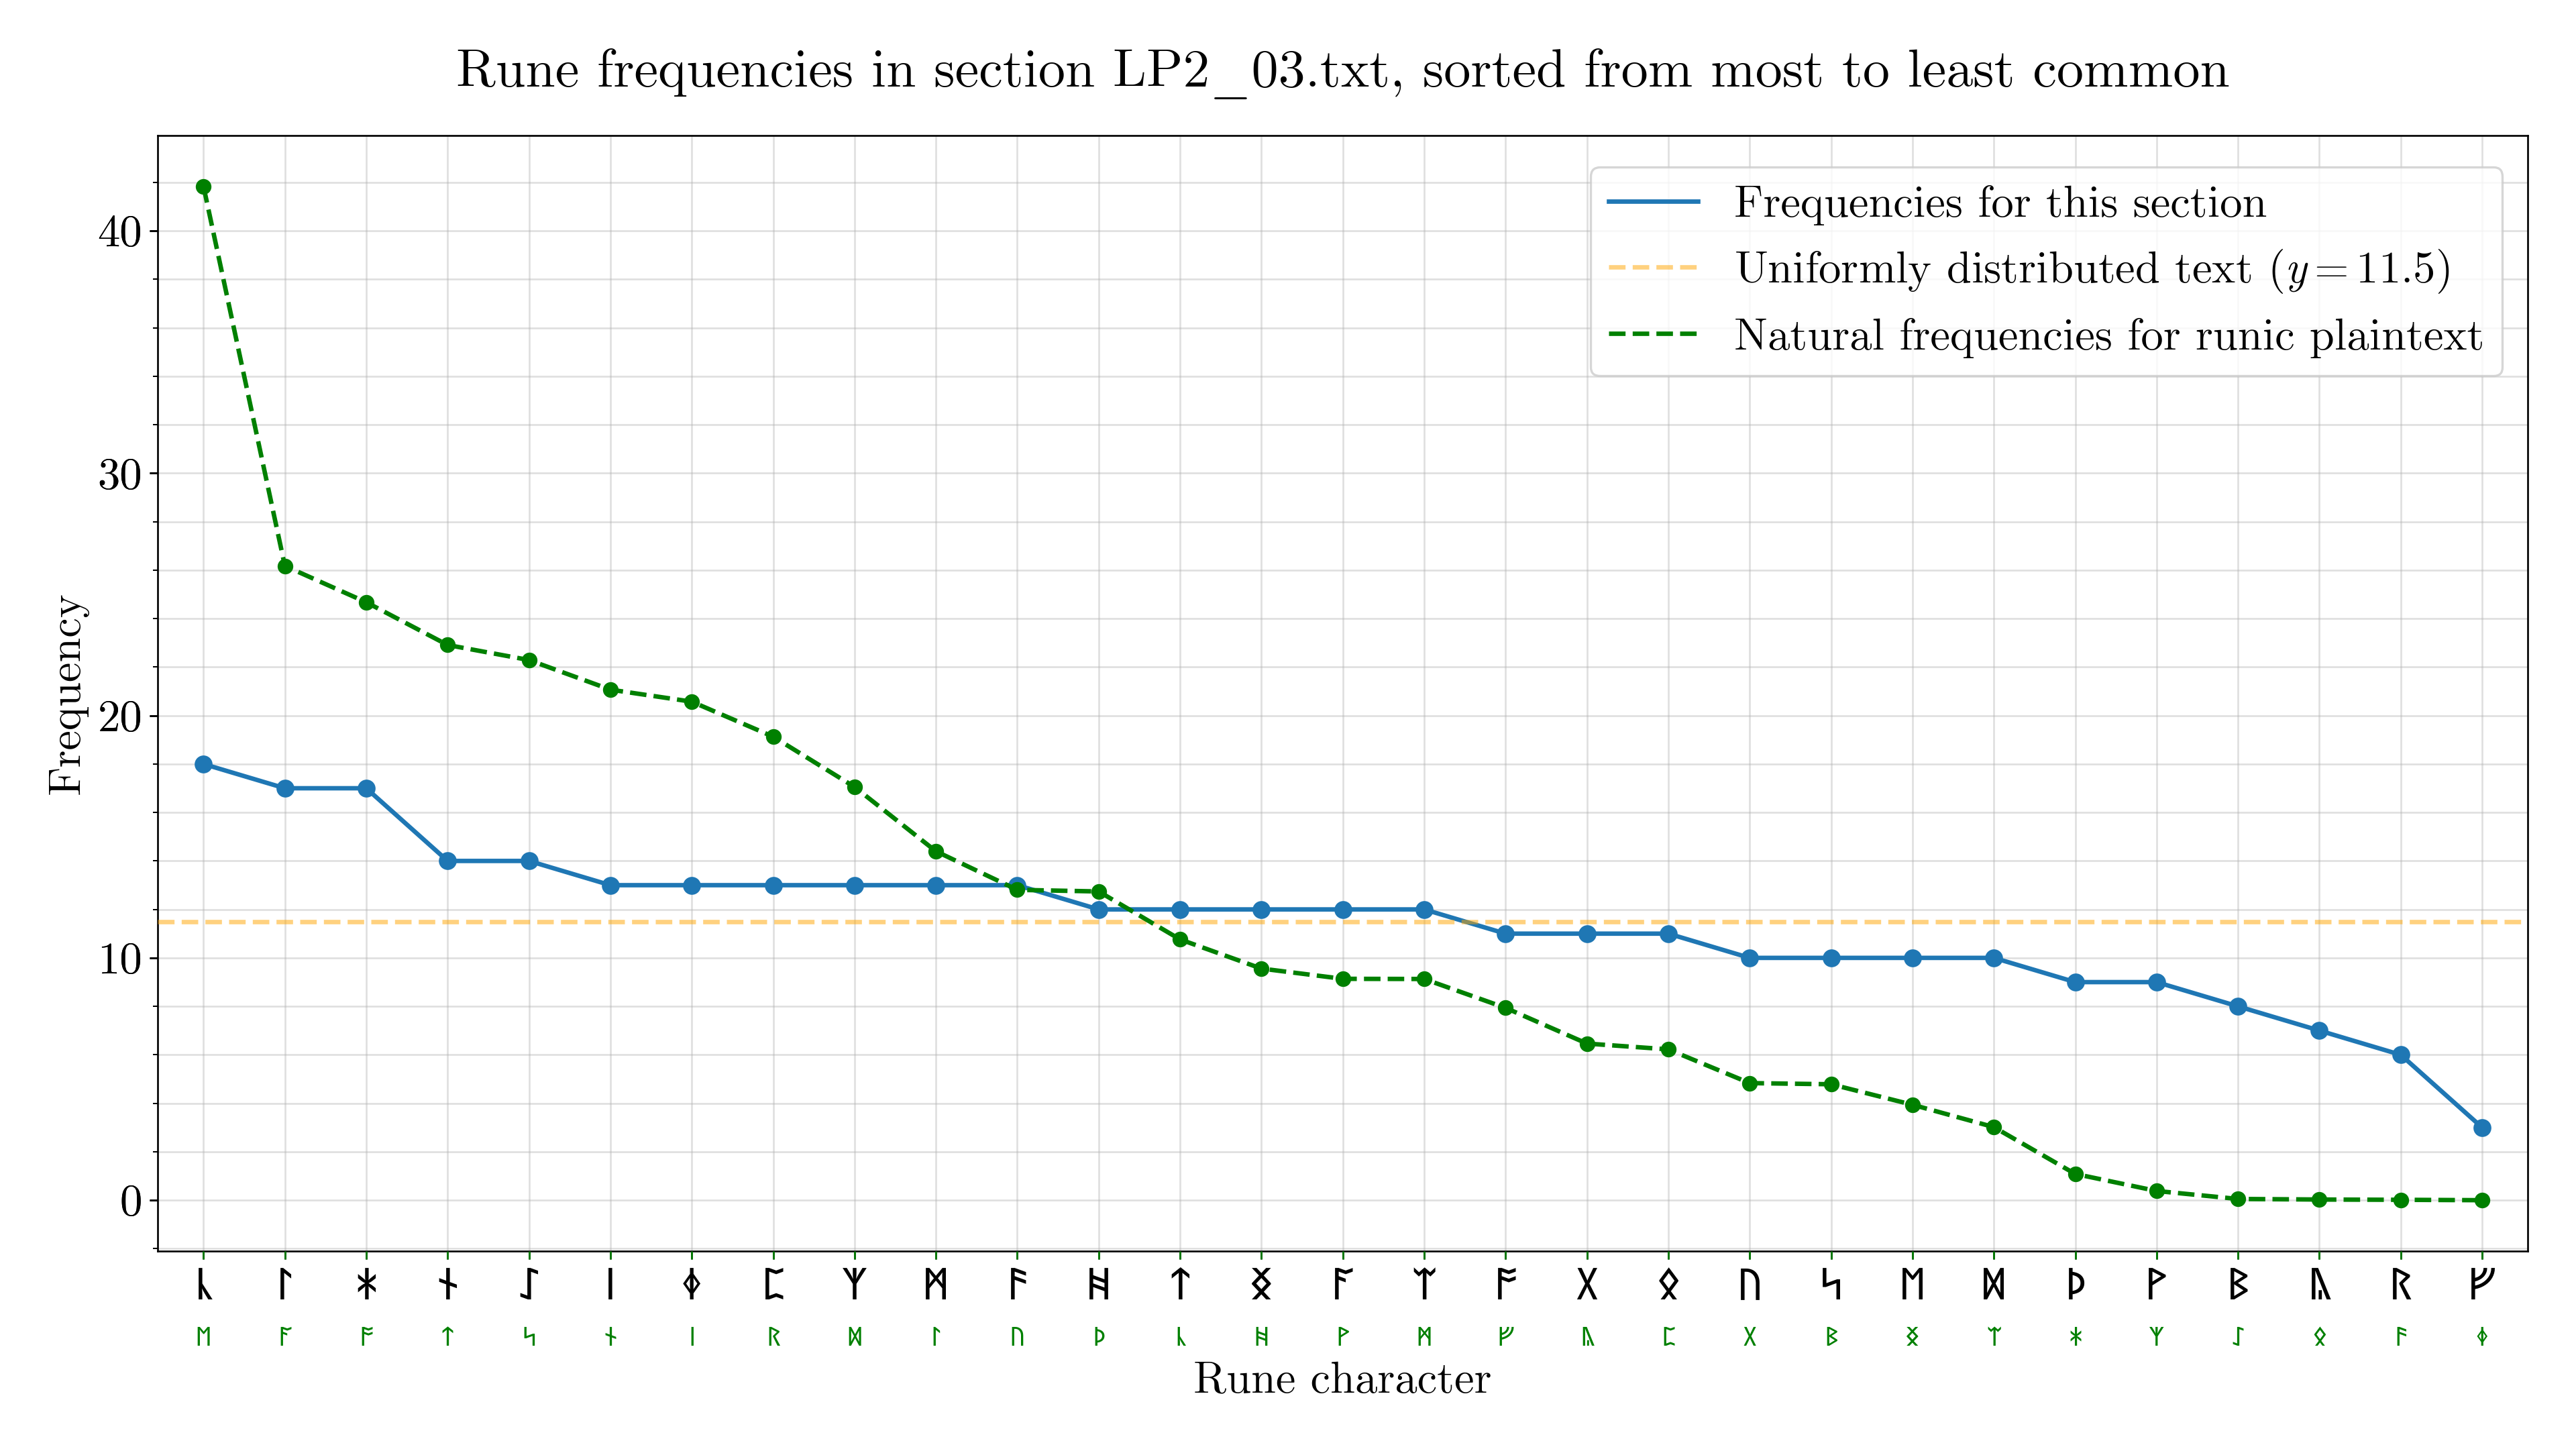 Rune frequencies in section LP2_03.txt, sorted from most to least common
Frequencies for this section
Uniformly distributed text (y = 11.5)
Natural frequencies for runic plaintext
Frequency
40
30
20
10
0
ᚳ ᛚ ᛡ ᚾ ᛇ ᛁ ᛄ ᛈ ᛉ ᛗ ᚪ ᚻ ᛏ ᛝ ᚩ ᛠ ᚫ ᚷ ᛟ ᚢ ᛋ ᛖ ᛞ ᚦ ᚹ ᛒ ᚣ ᚱ ᚠ
ᛖ ᚩ ᚫ ᛏ ᛋ ᚾ ᛁ ᚱ ᛞ ᛚ ᚢ ᚦ ᚳ ᚻ ᚹ ᛗ ᚠ ᚣ ᛈ ᚷ ᛒ ᛝ ᛠ ᛡ ᛉ ᛇ ᛟ ᚪ ᛄ
Rune character